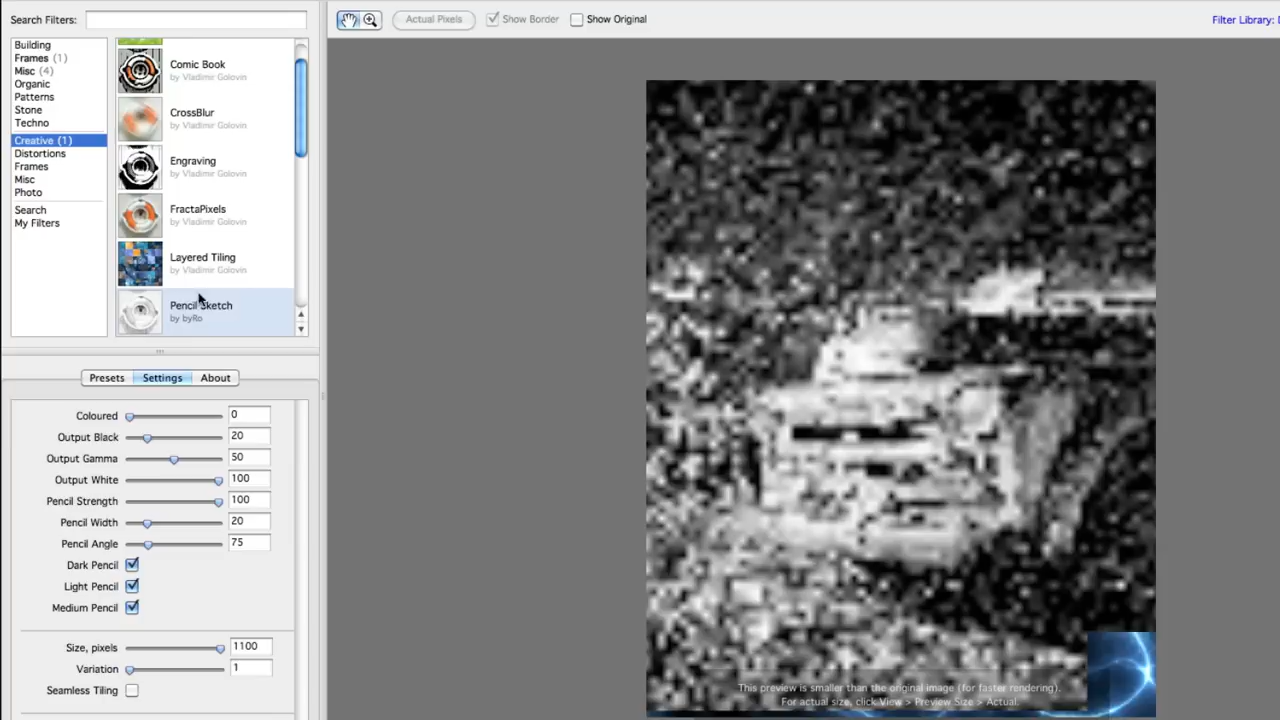 Search Filters:
Actual Pixels
Show Border
Show Original
Filter Library:
Building
Frames (1)
Misc (4)
Organic
Patterns
Stone
Techno
Creative (1)
Distortions
Frames
Misc
Photo
Search
My Filters
Comic Book
by Vladimir Golovin
CrossBlur
by Vladimir Golovin
Engraving
by Vladimir Golovin
FractaPixels
by Vladimir Golovin
Layered Tiling
by Vladimir Golovin
Pencil Sketch
by byRo
Presets
Settings
About
Coloured 0
Output Black 20
Output Gamma 50
Output White 100
Pencil Strength 100
Pencil Width 20
Pencil Angle 75
Dark Pencil
Light Pencil
Medium Pencil
Size, pixels 1100
Variation 1
Seamless Tiling
This preview is smaller than the original image (for faster rendering).
For actual size, click View > Preview Size > Actual.